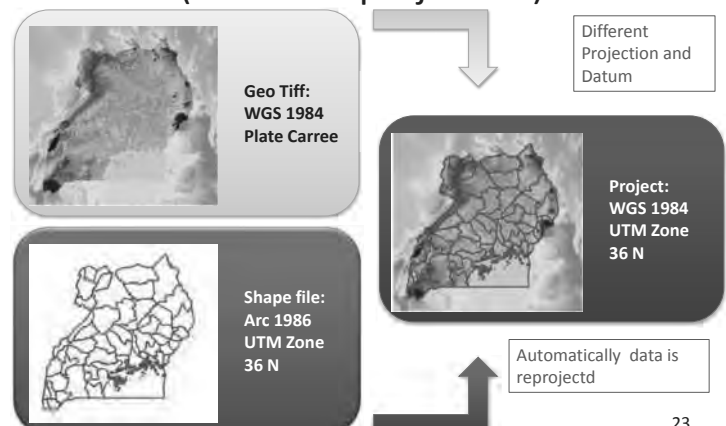 Geo Tiff:
WGS 1984
Plate Carree
Different
Projection and
Datum
Project:
WGS 1984
UTM Zone
36 N
Shape file:
Arc 1986
UTM Zone
36 N
Automatically data is
reprojectd
23